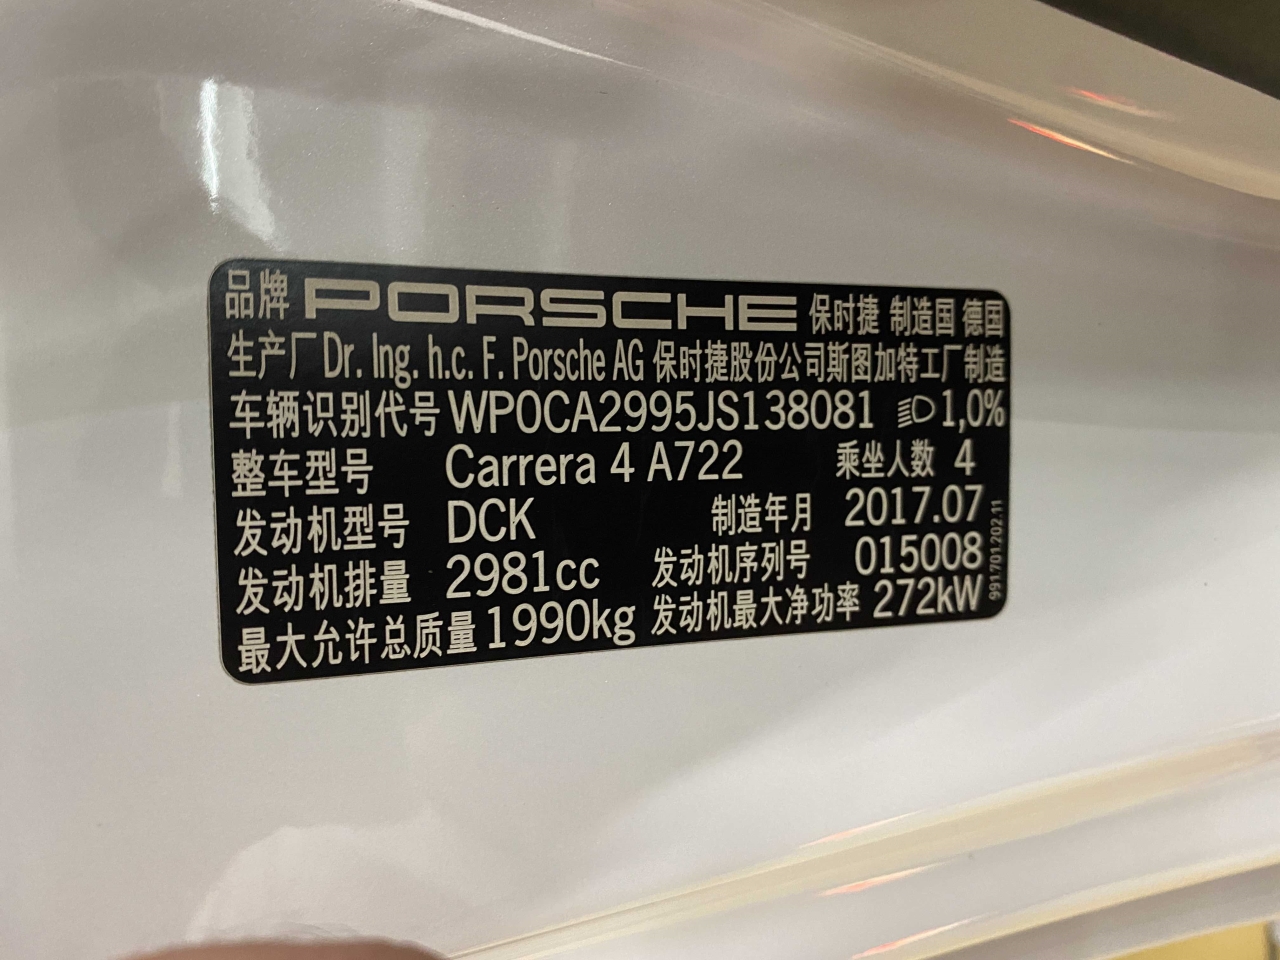 品牌 PORSCHE 保时捷 制造国 德国
生产厂 Dr. Ing. h.c. F. Porsche AG 保时捷股份公司斯图加特工厂制造
车辆识别代号 WP0CA2995JS138081 1,0%
整车型号 Carrera 4 A722 乘坐人数 4
发动机型号 DCK 制造年月 2017.07
发动机排量 2981cc 发动机序列号 015008
最大允许总质量 1990kg 发动机最大净功率 272kW
991.701.202.11